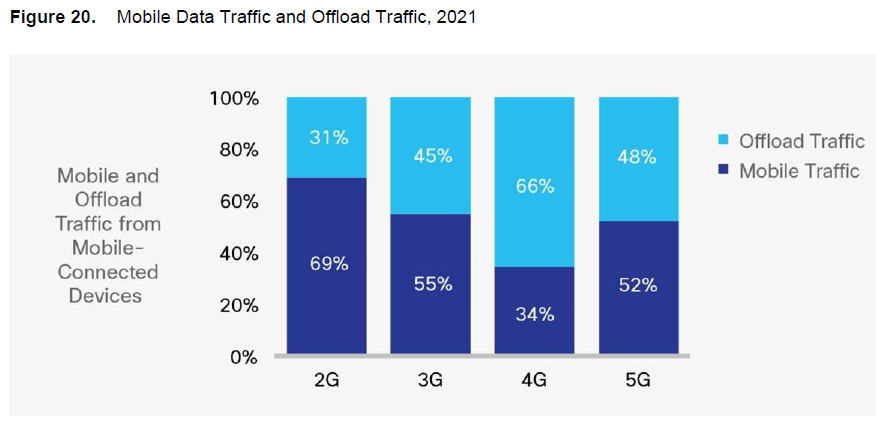 Figure 20. Mobile Data Traffic and Offload Traffic, 2021
Mobile and
Offload
Traffic from
Mobile-
Connected
Devices
100%
80%
60%
40%
20%
0%
31%
69%
45%
55%
66%
34%
48%
52%
2G
3G
4G
5G
Offload Traffic
Mobile Traffic